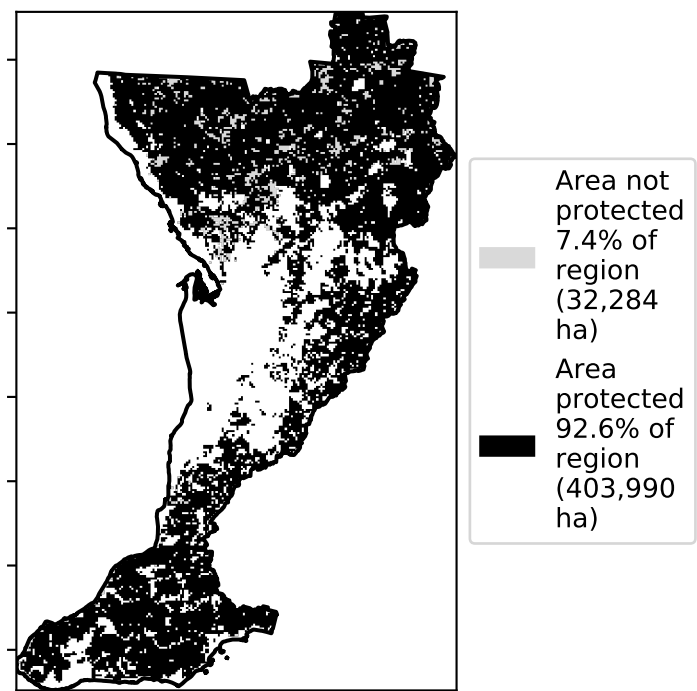 Area not
protected
7.4% of
region
(32,284
ha)
Area
protected
92.6% of
region
(403,990
ha)